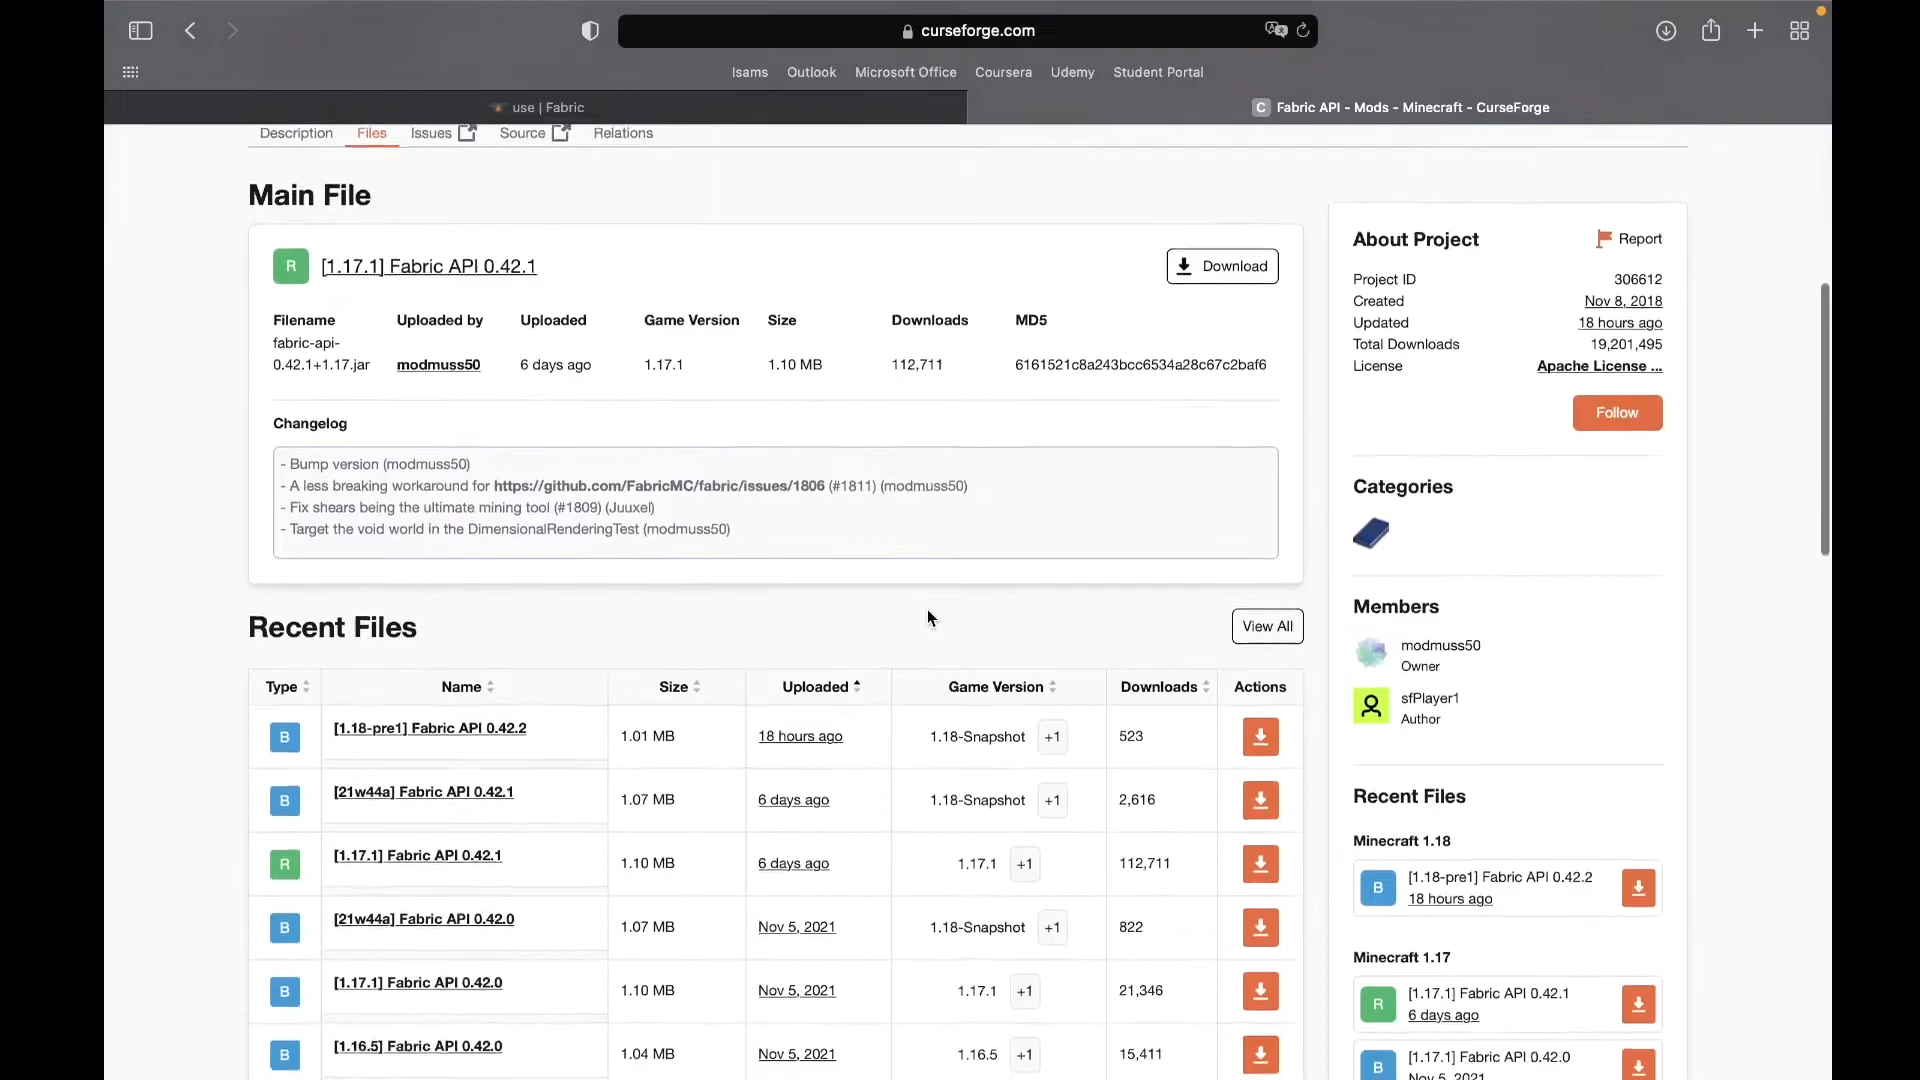 curseforge.com
Isams Outlook Microsoft Office Coursera Udemy Student Portal
use | Fabric
C Fabric API - Mods - Minecraft - CurseForge
Description Files Issues Source Relations
Main File
R [1.17.1] Fabric API 0.42.1 Download
Filename Uploaded by Uploaded Game Version Size Downloads MD5
fabric-api-
0.42.1+1.17.jar modmuss50 6 days ago 1.17.1 1.10 MB 112,711 6161521c8a243bcc6534a28c67c2baf6
Changelog
- Bump version (modmuss50)
- A less breaking workaround for https://github.com/FabricMC/fabric/issues/1806 (#1811) (modmuss50)
- Fix shears being the ultimate mining tool (#1809) (Juuxel)
- Target the void world in the DimensionalRenderingTest (modmuss50)
Recent Files View All
Type Name Size Uploaded Game Version Downloads Actions
B [1.18-pre1] Fabric API 0.42.2 1.01 MB 18 hours ago 1.18-Snapshot +1 523
B [21w44a] Fabric API 0.42.1 1.07 MB 6 days ago 1.18-Snapshot +1 2,616
R [1.17.1] Fabric API 0.42.1 1.10 MB 6 days ago 1.17.1 +1 112,711
B [21w44a] Fabric API 0.42.0 1.07 MB Nov 5, 2021 1.18-Snapshot +1 822
B [1.17.1] Fabric API 0.42.0 1.10 MB Nov 5, 2021 1.17.1 +1 21,346
B [1.16.5] Fabric API 0.42.0 1.04 MB Nov 5, 2021 1.16.5 +1 15,411
About Project Report
Project ID 306612
Created Nov 8, 2018
Updated 18 hours ago
Total Downloads 19,201,495
License Apache License ...
Follow
Categories
Members
modmuss50
Owner
sfPlayer1
Author
Recent Files
Minecraft 1.18
B [1.18-pre1] Fabric API 0.42.2
18 hours ago
Minecraft 1.17
R [1.17.1] Fabric API 0.42.1
6 days ago
B [1.17.1] Fabric API 0.42.0
Nov 5, 2021